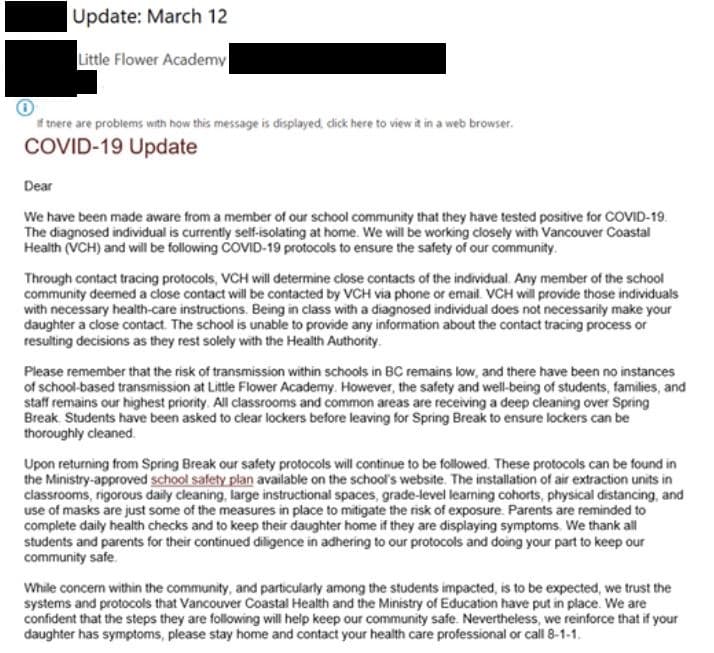 Update: March 12
Little Flower Academy
If there are problems with how this message is displayed, click here to view it in a web browser.
COVID-19 Update
Dear
We have been made aware from a member of our school community that they have tested positive for COVID-19.
The diagnosed individual is currently self-isolating at home. We will be working closely with Vancouver Coastal
Health (VCH) and will be following COVID-19 protocols to ensure the safety of our community.
Through contact tracing protocols, VCH will determine close contacts of the individual. Any member of the school
community deemed a close contact will be contacted by VCH via phone or email. VCH will provide those individuals
with necessary health-care instructions. Being in class with a diagnosed individual does not necessarily make your
daughter a close contact. The school is unable to provide any information about the contact tracing process or
resulting decisions as they rest solely with the Health Authority.
Please remember that the risk of transmission within schools in BC remains low, and there have been no instances
of school-based transmission at Little Flower Academy. However, the safety and well-being of students, families, and
staff remains our highest priority. All classrooms and common areas are receiving a deep cleaning over Spring
Break. Students have been asked to clear lockers before leaving for Spring Break to ensure lockers can be
thoroughly cleaned.
Upon returning from Spring Break our safety protocols will continue to be followed. These protocols can be found in
the Ministry-approved school safety plan available on the school's website. The installation of air extraction units in
classrooms, rigorous daily cleaning, large instructional spaces, grade-level learning cohorts, physical distancing, and
use of masks are just some of the measures in place to mitigate the risk of exposure. Parents are reminded to
complete daily health checks and to keep their daughter home if they are displaying symptoms. We thank all
students and parents for their continued diligence in adhering to our protocols and doing your part to keep our
community safe.
While concern within the community, and particularly among the students impacted, is to be expected, we trust the
systems and protocols that Vancouver Coastal Health and the Ministry of Education have put in place. We are
confident that the steps they are following will help keep our community safe. Nevertheless, we reinforce that if your
daughter has symptoms, please stay home and contact your health care professional or call 8-1-1.